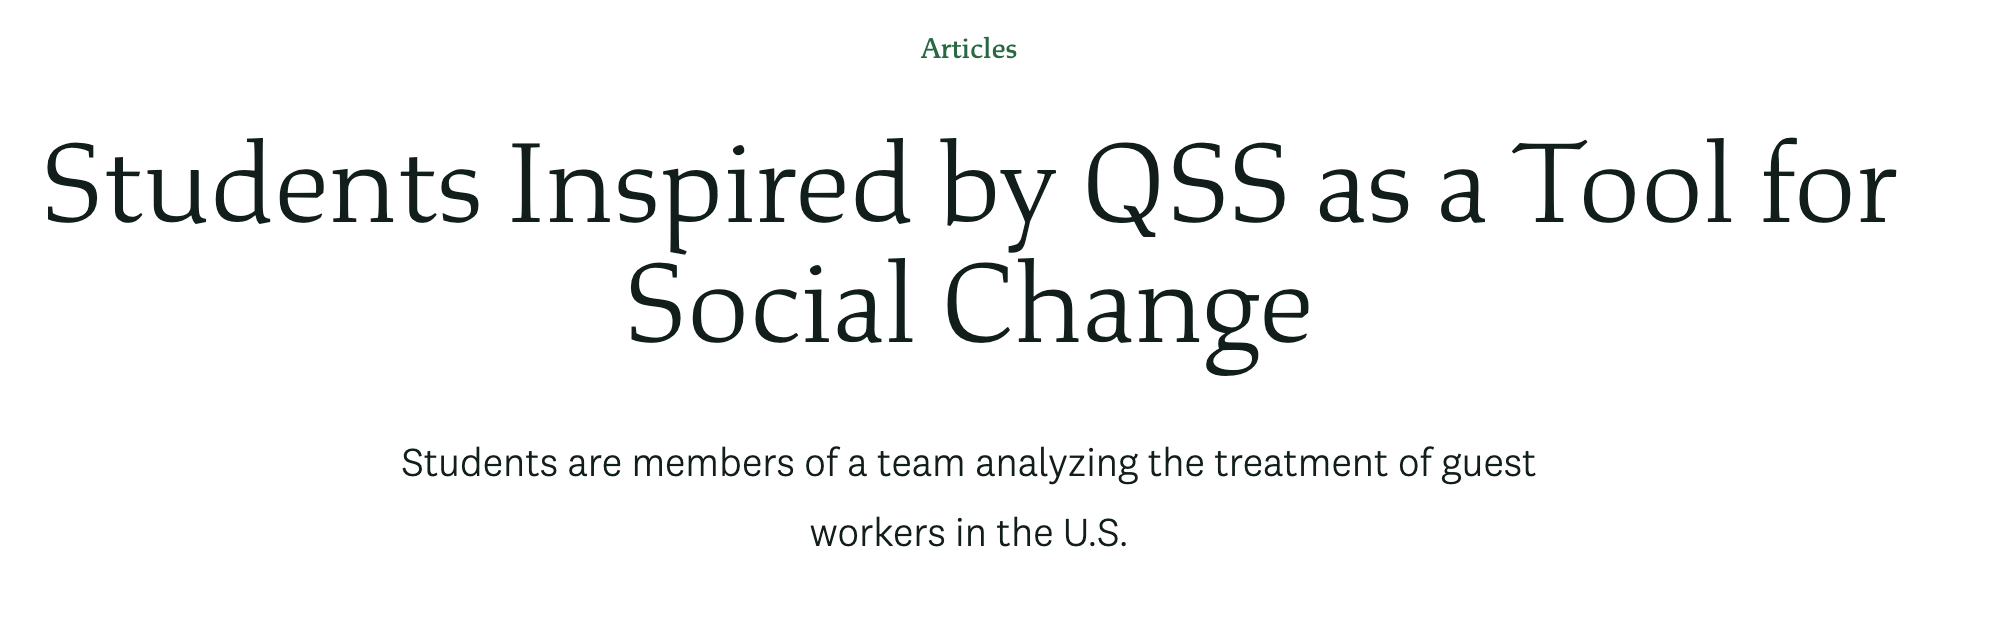 Articles
Students Inspired by QSS as a Tool for
Social Change
Students are members of a team analyzing the treatment of guest
workers in the U.S.